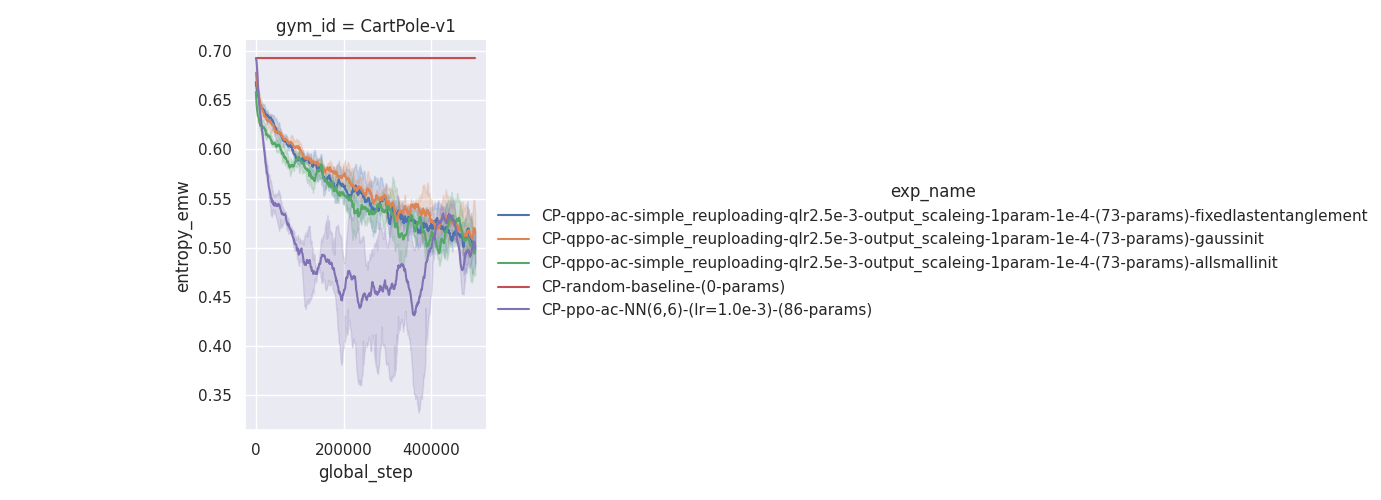 gym_id = CartPole-v1
entropy_emw
0.70
0.65
0.60
0.55
0.50
0.45
0.40
0.35
0
200000
400000
global_step
exp_name
CP-qppo-ac-simple_reuploading-qlr2.5e-3-output_scaleing-1param-1e-4-(73-params)-fixedlastentanglement
CP-qppo-ac-simple_reuploading-qlr2.5e-3-output_scaleing-1param-1e-4-(73-params)-gaussinit
CP-qppo-ac-simple_reuploading-qlr2.5e-3-output_scaleing-1param-1e-4-(73-params)-allsmallinit
CP-random-baseline-(0-params)
CP-ppo-ac-NN(6,6)-(lr=1.0e-3)-(86-params)